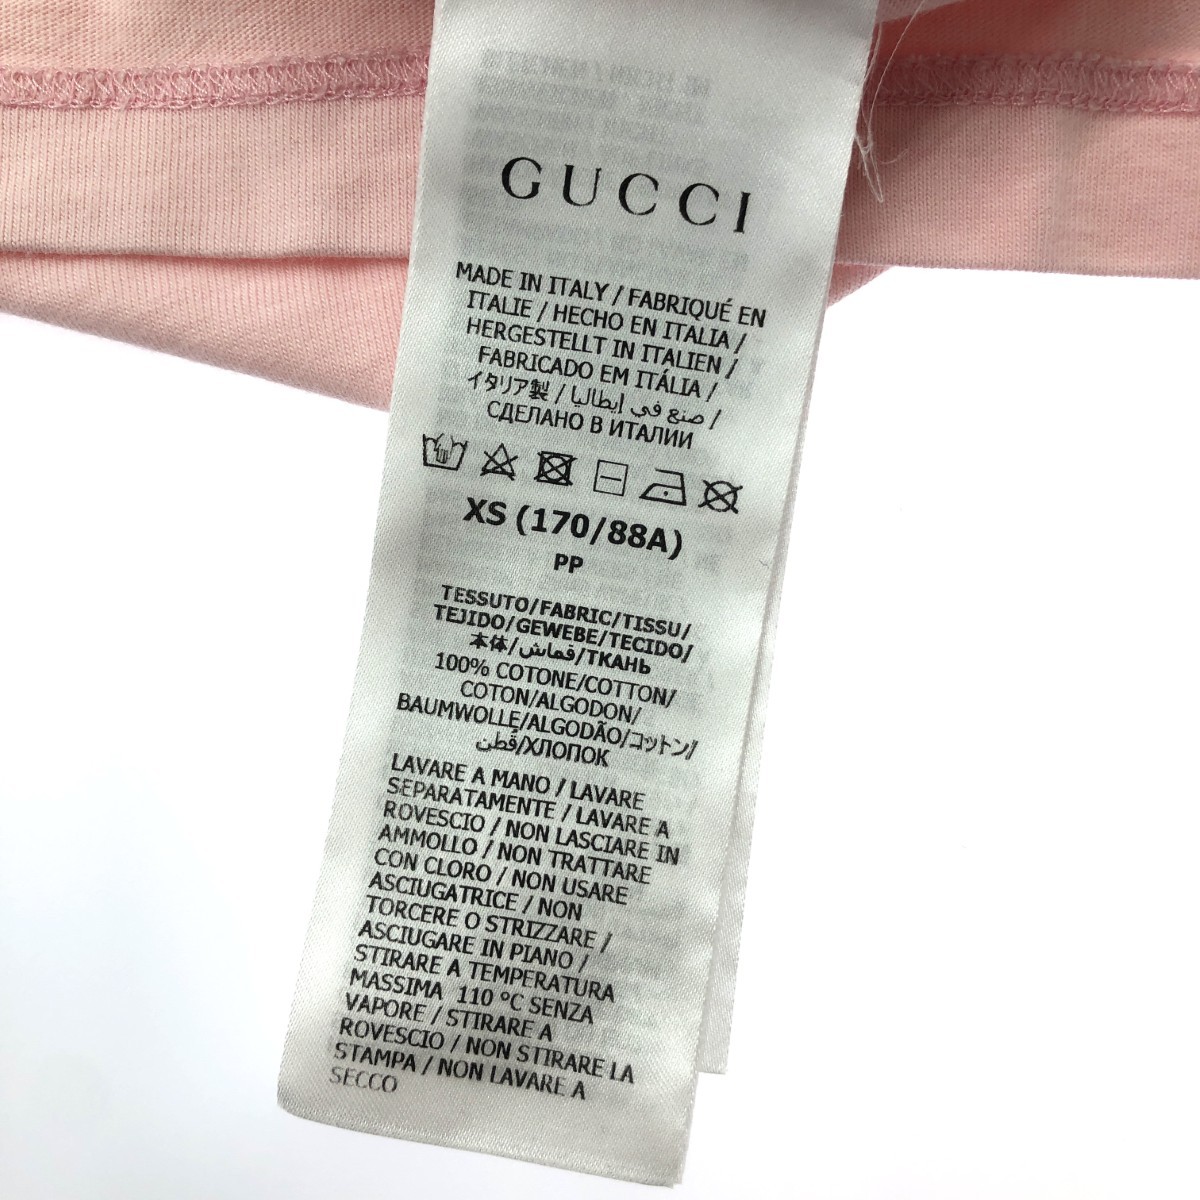 GUCCI
MADE IN ITALY / FABRIQUÉ EN
ITALIE / HECHO EN ITALIA /
HERGESTELLT IN ITALIEN /
FABRICADO EM ITÁLIA /
イタリア製 / صنع في إيطاليا /
СДЕЛАНО В ИТАЛИИ
XS (170/88A)
PP
TESSUTO/FABRIC/TISSU/
TEJIDO/GEWEBE/TECIDO/
本体/قماش/ТКАНЬ
100% COTONE/COTTON/
COTON/ALGODON/
BAUMWOLLE/ALGODÃO/コットン/
قُطن/ХЛОПОК
LAVARE A MANO / LAVARE
SEPARATAMENTE / LAVARE A
ROVESCIO / NON LASCIARE IN
AMMOLLO / NON TRATTARE
CON CLORO / NON USARE
ASCIUGATRICE / NON
TORCERE O STRIZZARE /
ASCIUGARE IN PIANO /
STIRARE A TEMPERATURA
MASSIMA 110 °C SENZA
VAPORE / STIRARE A
ROVESCIO / NON STIRARE LA
STAMPA / NON LAVARE A
SECCO